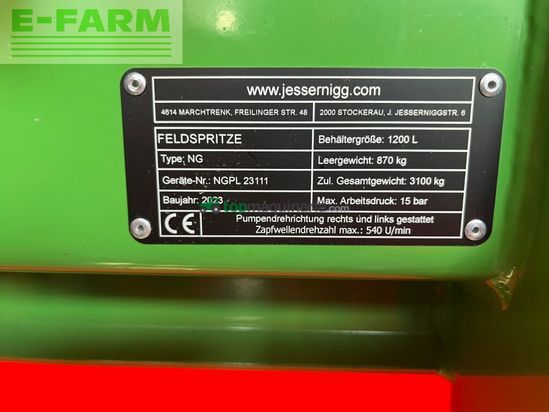 E-FARM
www.jessernigg.com
4614 MARCHTRENK, FREILINGER STR. 48 2000 STOCKERAU, J. JESSERNIGGSTR. 6
FELDSPRITZE Behältergröße: 1200 L
Type: NG Leergewicht: 870 kg
Geräte-Nr.: NGPL 23111 Zul. Gesamtgewicht: 3100 kg
Baujahr: 2023 Max. Arbeitsdruck: 15 bar
topmaquinaria.com
CE Pumpendrehrichtung rechts und links gestattet
Zapfwellendrehzahl max.: 540 U/min